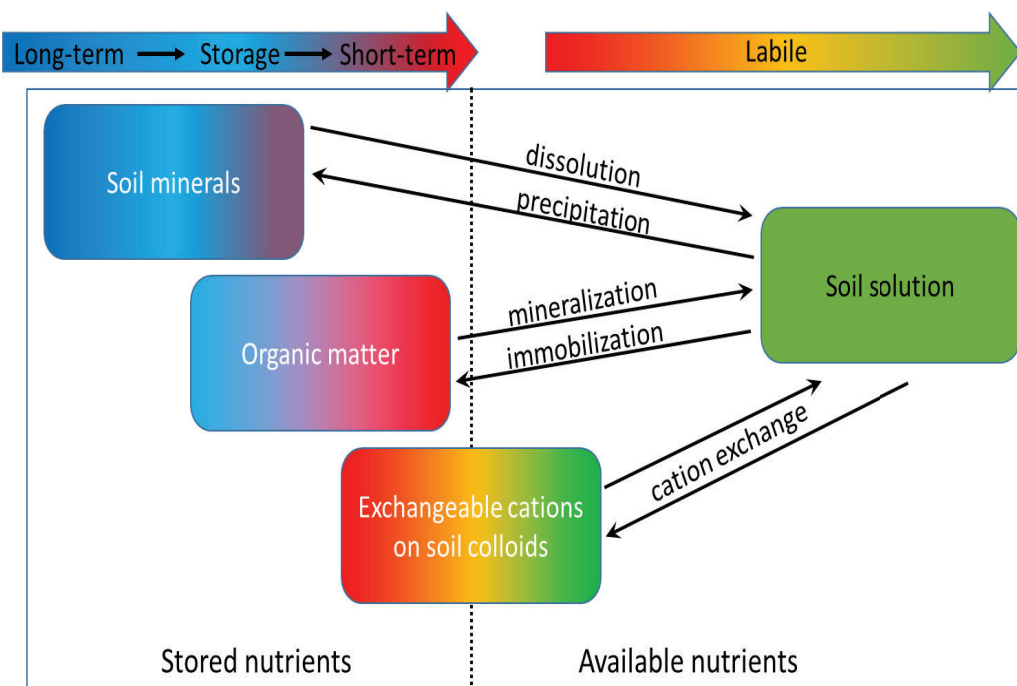 Long-term Storage Short-term
Labile
Soil minerals
dissolution
precipitation
Soil solution
mineralization
Organic matter
immobilization
cation exchange
Exchangeable cations
on soil colloids
Stored nutrients
Available nutrients